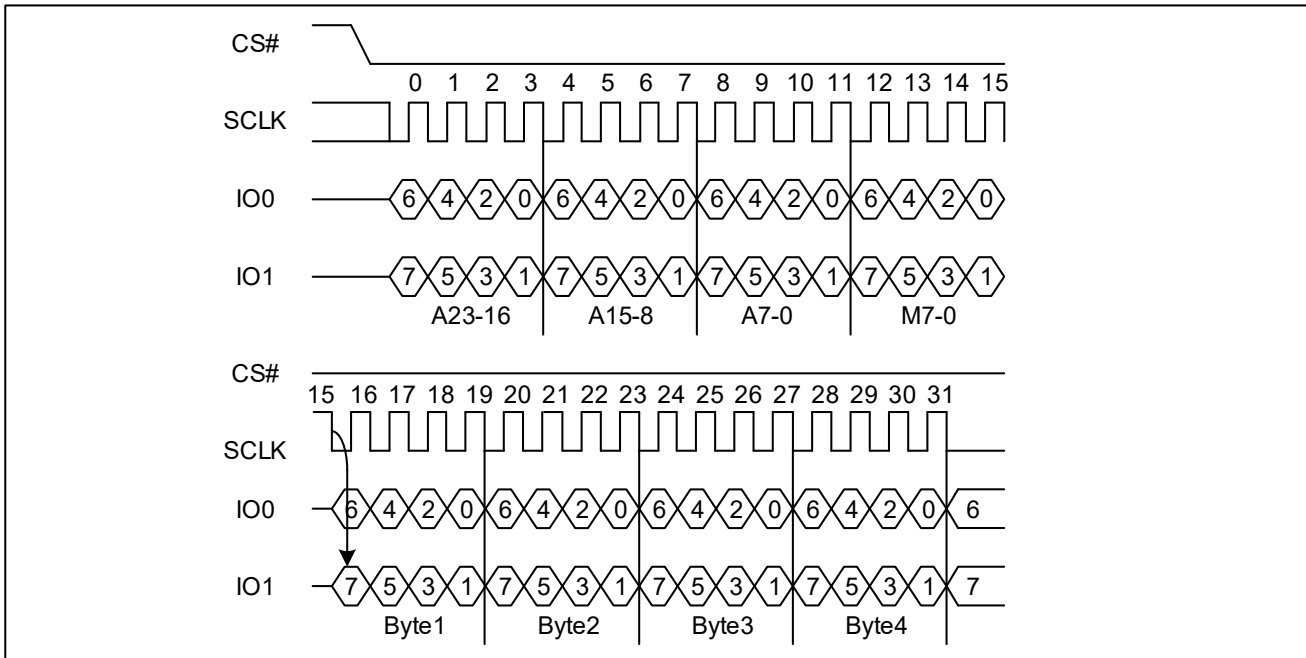 CS#
0 1 2 3 4 5 6 7 8 9 10 11 12 13 14 15
SCLK
IO0 6 4 2 0 6 4 2 0 6 4 2 0 6 4 2 0
IO1 7 5 3 1 7 5 3 1 7 5 3 1 7 5 3 1
A23-16 A15-8 A7-0 M7-0
CS#
15 16 17 18 19 20 21 22 23 24 25 26 27 28 29 30 31
SCLK
IO0 6 4 2 0 6 4 2 0 6 4 2 0 6 4 2 0 6
IO1 7 5 3 1 7 5 3 1 7 5 3 1 7 5 3 1 7
Byte1 Byte2 Byte3 Byte4